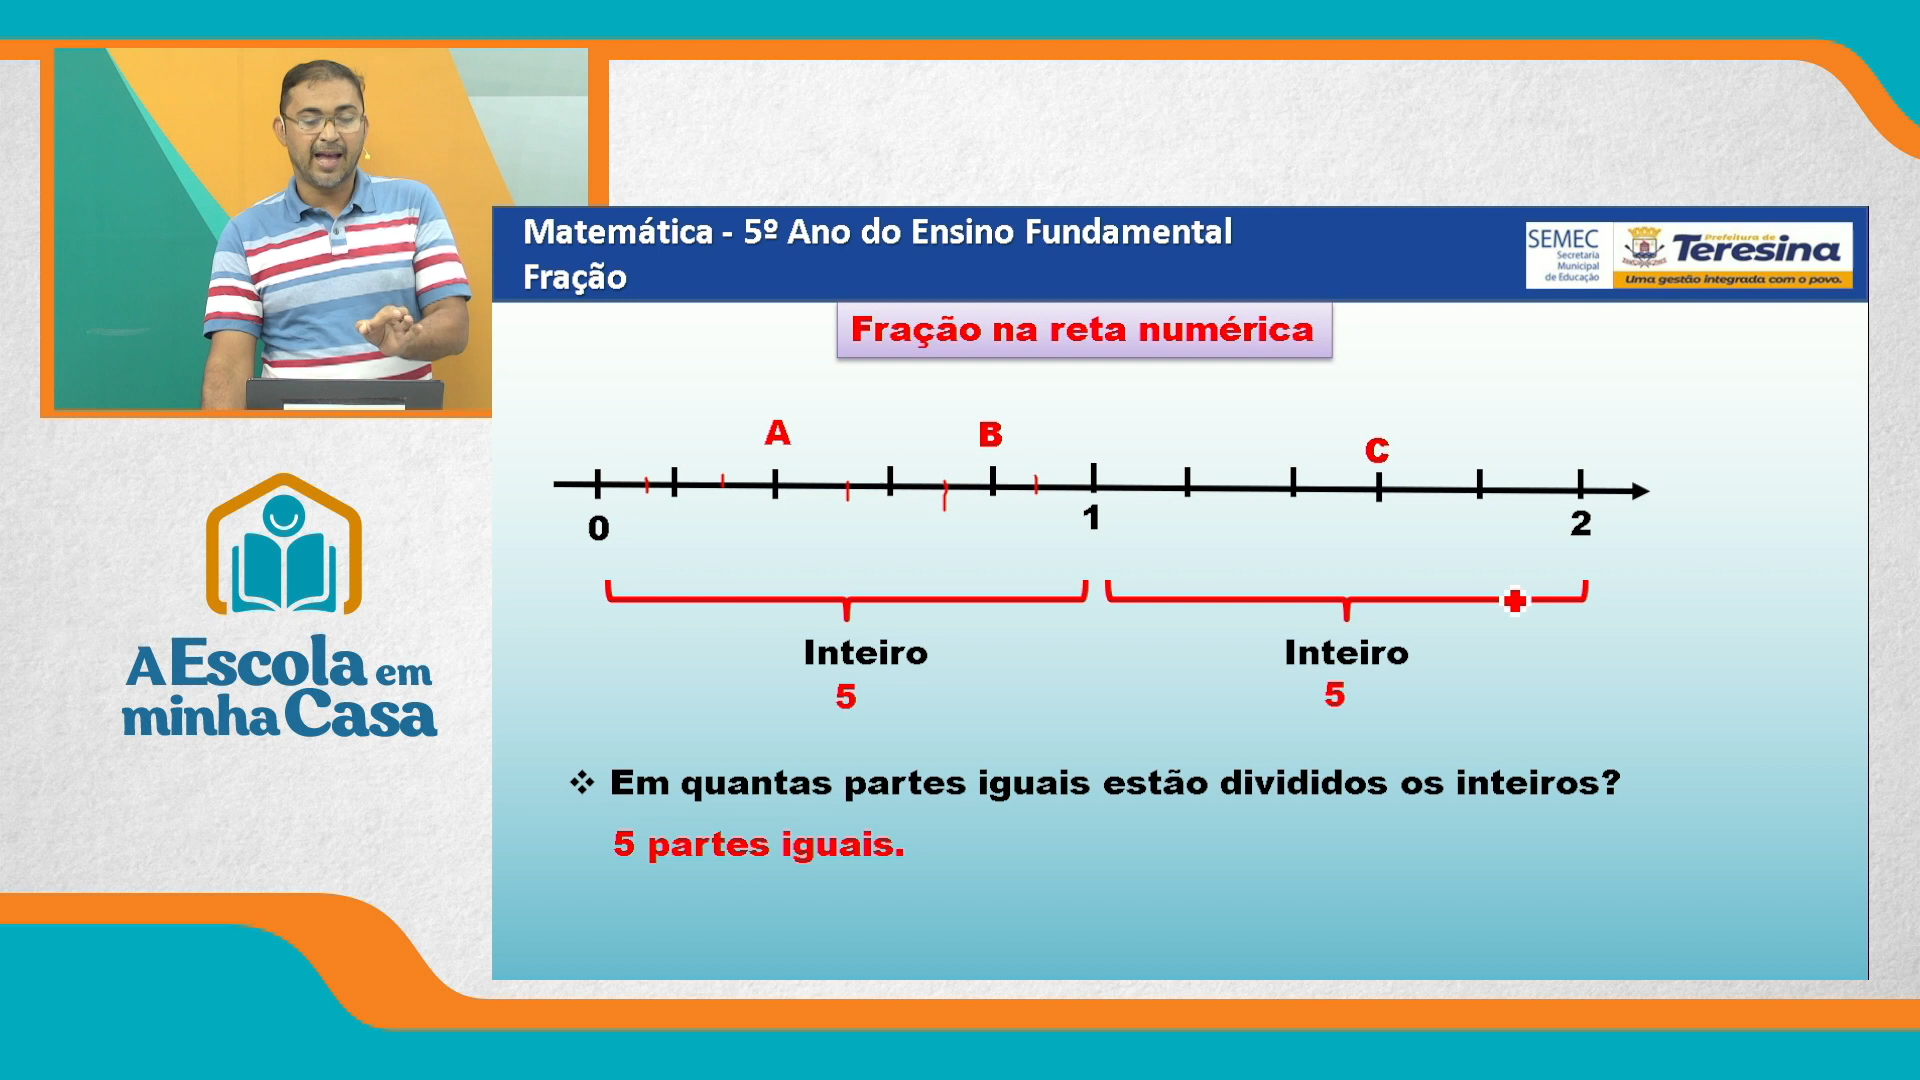 Matemática - 5º Ano do Ensino Fundamental
Fração
SEMEC
Secretaria
Municipal
de Educação
Prefeitura de
Teresina
Uma gestão integrada com o povo.
Fração na reta numérica
A
B
C
0
1
2
Inteiro
Inteiro
5
5
A Escola em
minha Casa
❖ Em quantas partes iguais estão divididos os inteiros?
5 partes iguais.